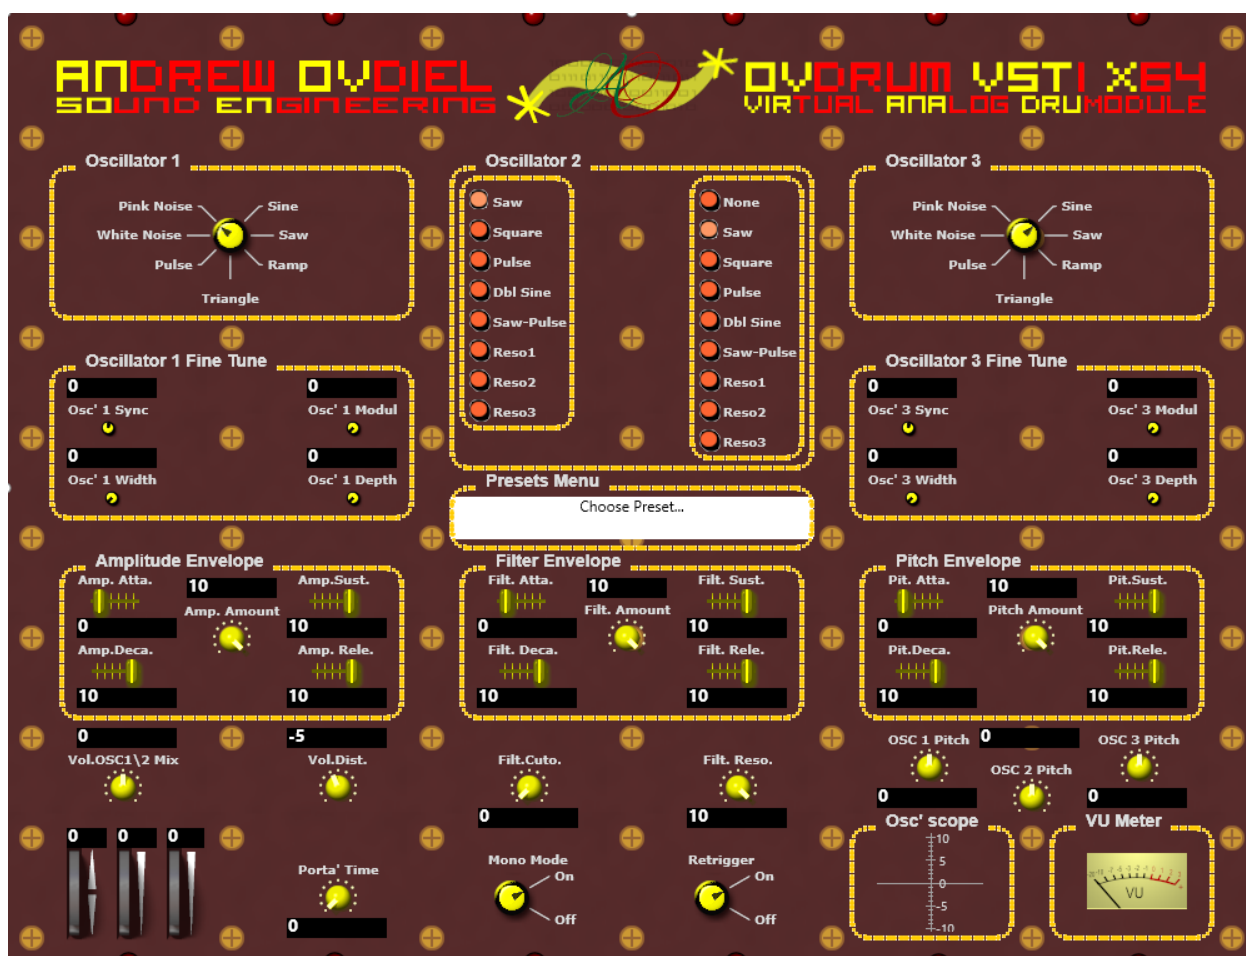 ANDREW OVDIEL
SOUND ENGINEERING
OVDRUM VSTI X64
VIRTUAL ANALOG DRUMODULE
Oscillator 1
Pink Noise
Sine
White Noise
Saw
Pulse
Ramp
Triangle
Oscillator 2
Saw
Square
Pulse
Dbl Sine
Saw-Pulse
Reso1
Reso2
Reso3
None
Saw
Square
Pulse
Dbl Sine
Saw-Pulse
Reso1
Reso2
Reso3
Oscillator 3
Pink Noise
Sine
White Noise
Saw
Pulse
Ramp
Triangle
Oscillator 1 Fine Tune
0
0
Osc' 1 Sync
Osc' 1 Modul
0
0
Osc' 1 Width
Osc' 1 Depth
Presets Menu
Choose Preset...
Oscillator 3 Fine Tune
0
0
Osc' 3 Sync
Osc' 3 Modul
0
0
Osc' 3 Width
Osc' 3 Depth
Amplitude Envelope
Amp. Atta.
10
Amp.Sust.
Amp. Amount
0
10
Amp.Deca.
Amp. Rele.
10
10
Filter Envelope
Filt. Atta.
10
Filt. Sust.
Filt. Amount
0
10
Filt. Deca.
Filt. Rele.
10
10
Pitch Envelope
Pit. Atta.
10
Pit.Sust.
Pitch Amount
0
10
Pit.Deca.
Pit.Rele.
10
10
0
-5
Vol.OSC1\2 Mix
Vol.Dist.
Filt.Cuto.
Filt. Reso.
0
10
OSC 1 Pitch
0
OSC 3 Pitch
OSC 2 Pitch
0
0
0
0
0
Porta' Time
0
Mono Mode
On
Off
Retrigger
On
Off
Osc' scope
10
5
0
-5
-10
VU Meter
VU